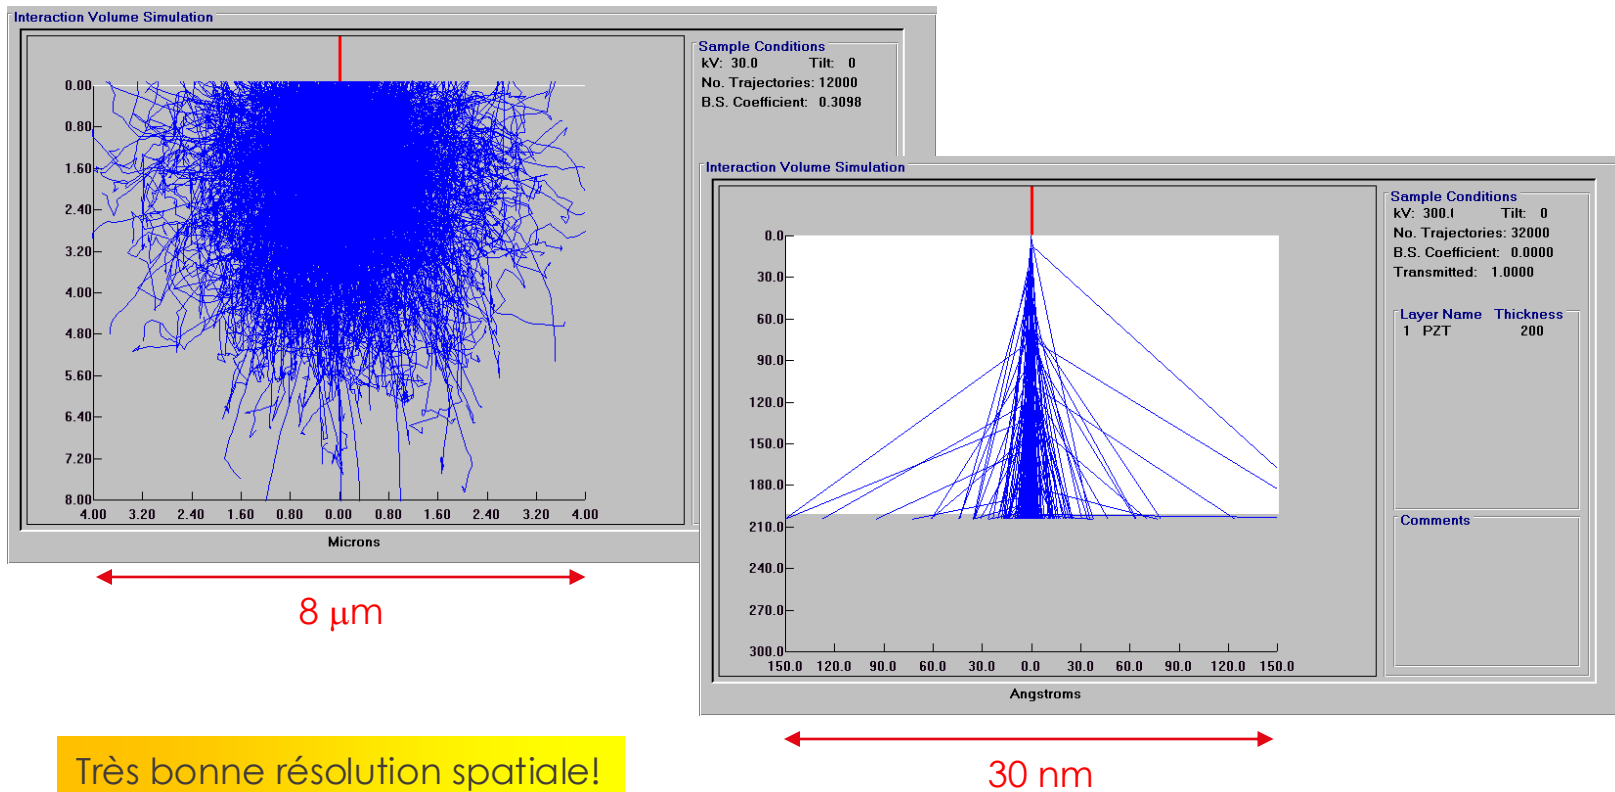 Interaction Volume Simulation
Sample Conditions
kV: 30.0 Tilt: 0
No. Trajectories: 12000
B.S. Coefficient: 0.3098
0.00
0.80
1.60
2.40
3.20
4.00
4.80
5.60
6.40
7.20
8.00
4.00 3.20 2.40 1.60 0.80 0.00 0.80 1.60 2.40 3.20 4.00
Microns
8 µm
Interaction Volume Simulation
Sample Conditions
kV: 300.( Tilt: 0
No. Trajectories: 32000
B.S. Coefficient: 0.0000
Transmitted: 1.0000
Layer Name Thickness
1 PZT 200
Comments
0.0
30.0
60.0
90.0
120.0
150.0
180.0
210.0
240.0
270.0
300.0
150.0 120.0 90.0 60.0 30.0 0.0 30.0 60.0 90.0 120.0 150.0
Angstroms
30 nm
Très bonne résolution spatiale!